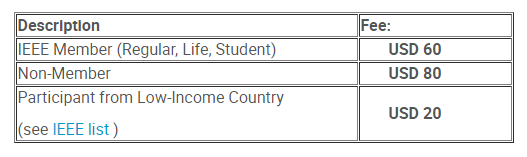 Description Fee:
IEEE Member (Regular, Life, Student) USD 60
Non-Member USD 80
Participant from Low-Income Country
USD 20
(see IEEE list )